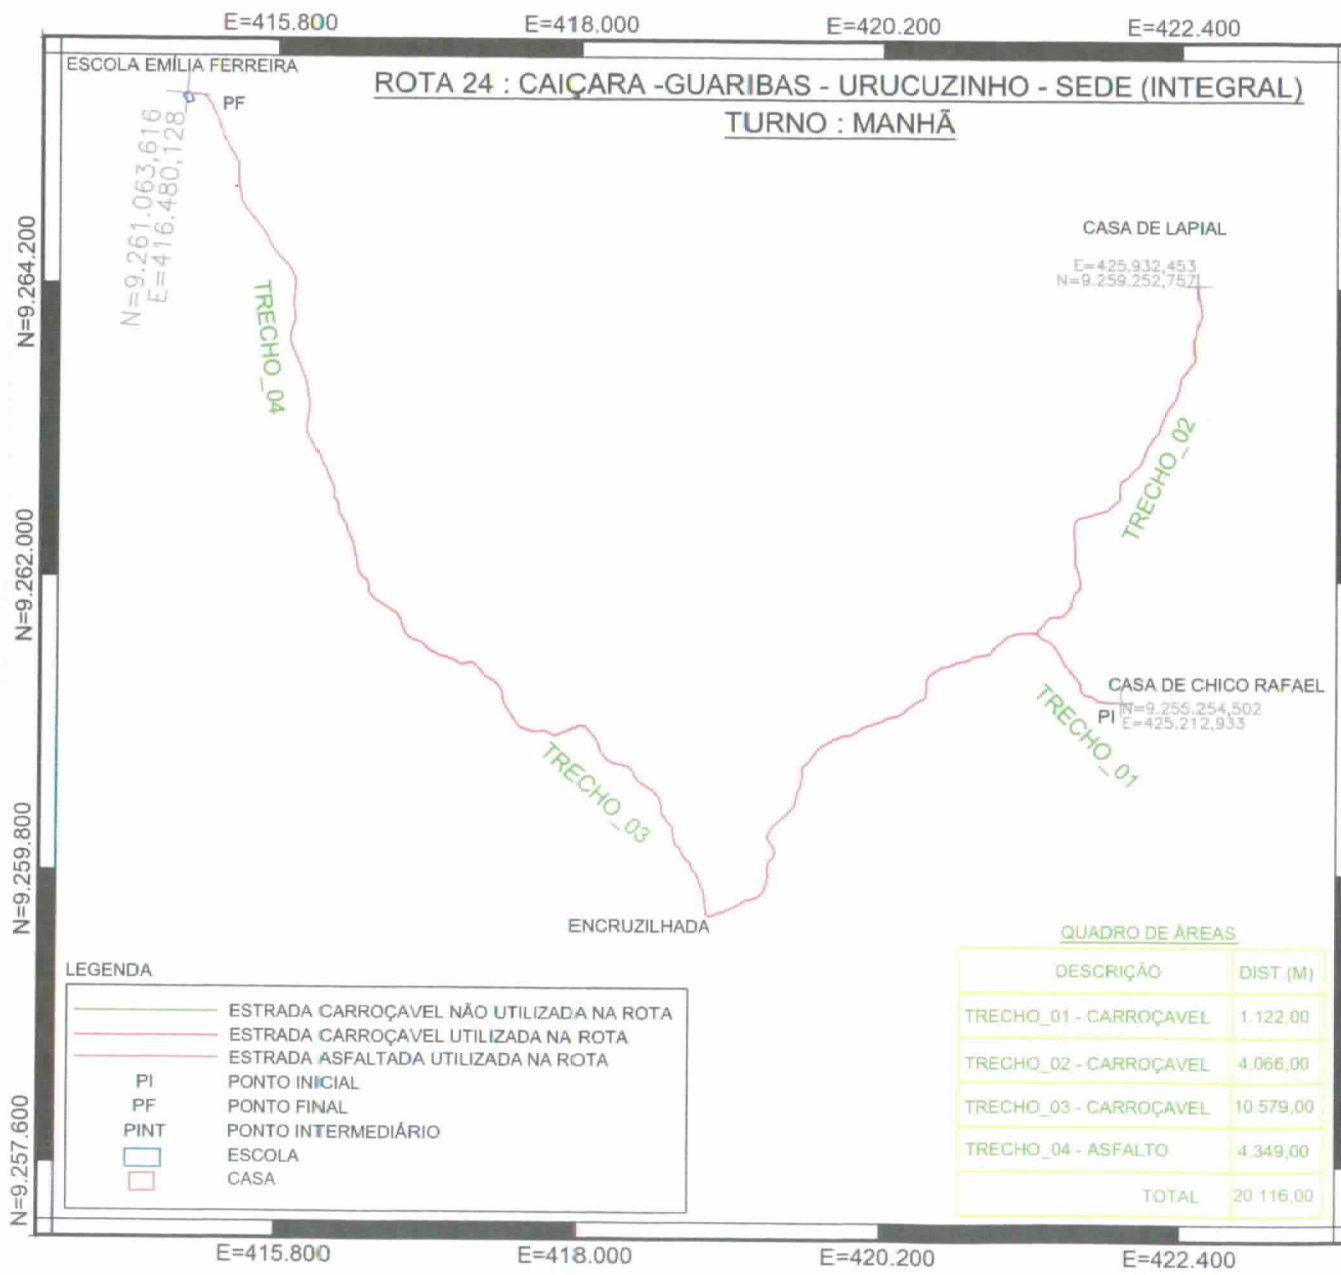 E=415.800
E=418.000
E=420.200
E=422.400
ESCOLA EMÍLIA FERREIRA
PF
ROTA 24 : CAIÇARA -GUARIBAS - URUCUZINHO - SEDE (INTEGRAL)
TURNO : MANHÃ
N=9.261.063,616
E=416.480,128
CASA DE LAPIAL
E=425.932,453
N=9.259.252,757
N=9.264.200
TRECHO_04
TRECHO_02
N=9.262.000
CASA DE CHICO RAFAEL
PI
N=9.255.254,502
E=425.212,933
TRECHO_01
TRECHO_03
N=9.259.800
ENCRUZILHADA
QUADRO DE ÁREAS
DESCRIÇÃO DIST.(M)
TRECHO_01 - CARROÇAVEL 1.122,00
TRECHO_02 - CARROÇAVEL 4.066,00
TRECHO_03 - CARROÇAVEL 10.579,00
TRECHO_04 - ASFALTO 4.349,00
TOTAL 20.116,00
LEGENDA
ESTRADA CARROÇAVEL NÃO UTILIZADA NA ROTA
ESTRADA CARROÇAVEL UTILIZADA NA ROTA
ESTRADA ASFALTADA UTILIZADA NA ROTA
PI PONTO INICIAL
PF PONTO FINAL
PINT PONTO INTERMEDIÁRIO
ESCOLA
CASA
N=9.257.600
E=415.800
E=418.000
E=420.200
E=422.400